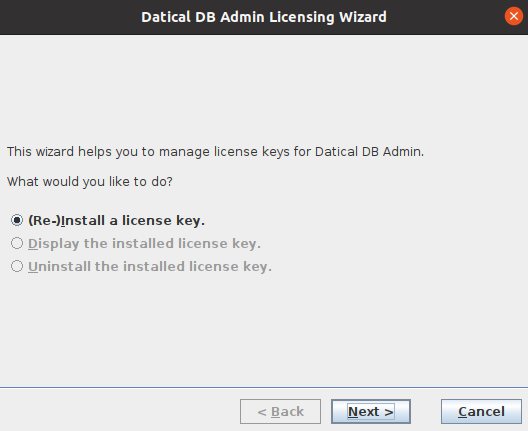 Datical DB Admin Licensing Wizard
This wizard helps you to manage license keys for Datical DB Admin.
What would you like to do?
(Re-)Install a license key.
Display the installed license key.
Uninstall the installed license key.
< Back Next > Cancel